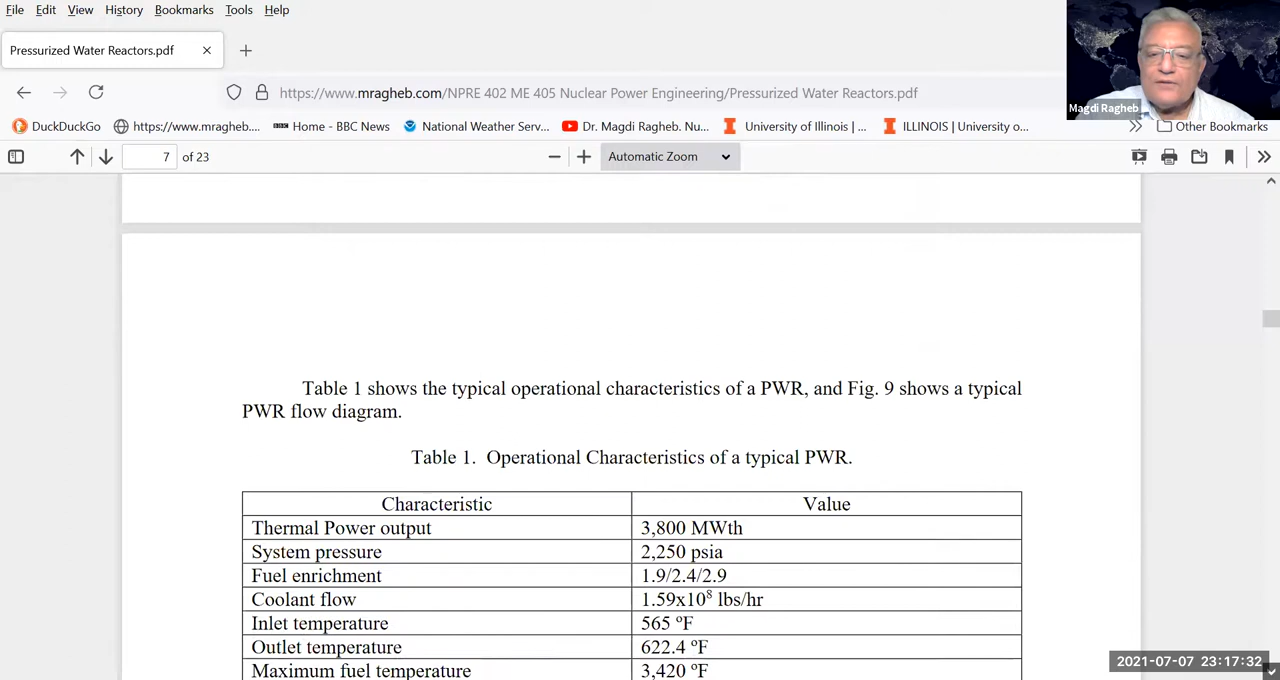 File Edit View History Bookmarks Tools Help
Pressurized Water Reactors.pdf
https://www.mragheb.com/NPRE 402 ME 405 Nuclear Power Engineering/Pressurized Water Reactors.pdf
Magdi Ragheb
DuckDuckGo https://www.mragheb.... BBC Home - BBC News National Weather Serv... Dr. Magdi Ragheb. Nu... University of Illinois |... ILLINOIS | University o... Other Bookmarks
7 of 23 Automatic Zoom
Table 1 shows the typical operational characteristics of a PWR, and Fig. 9 shows a typical
PWR flow diagram.
Table 1. Operational Characteristics of a typical PWR.
Characteristic Value
Thermal Power output 3,800 MWth
System pressure 2,250 psia
Fuel enrichment 1.9/2.4/2.9
Coolant flow 1.59x10⁸ lbs/hr
Inlet temperature 565 ºF
Outlet temperature 622.4 ºF
Maximum fuel temperature 3,420 ºF
2021-07-07 23:17:32